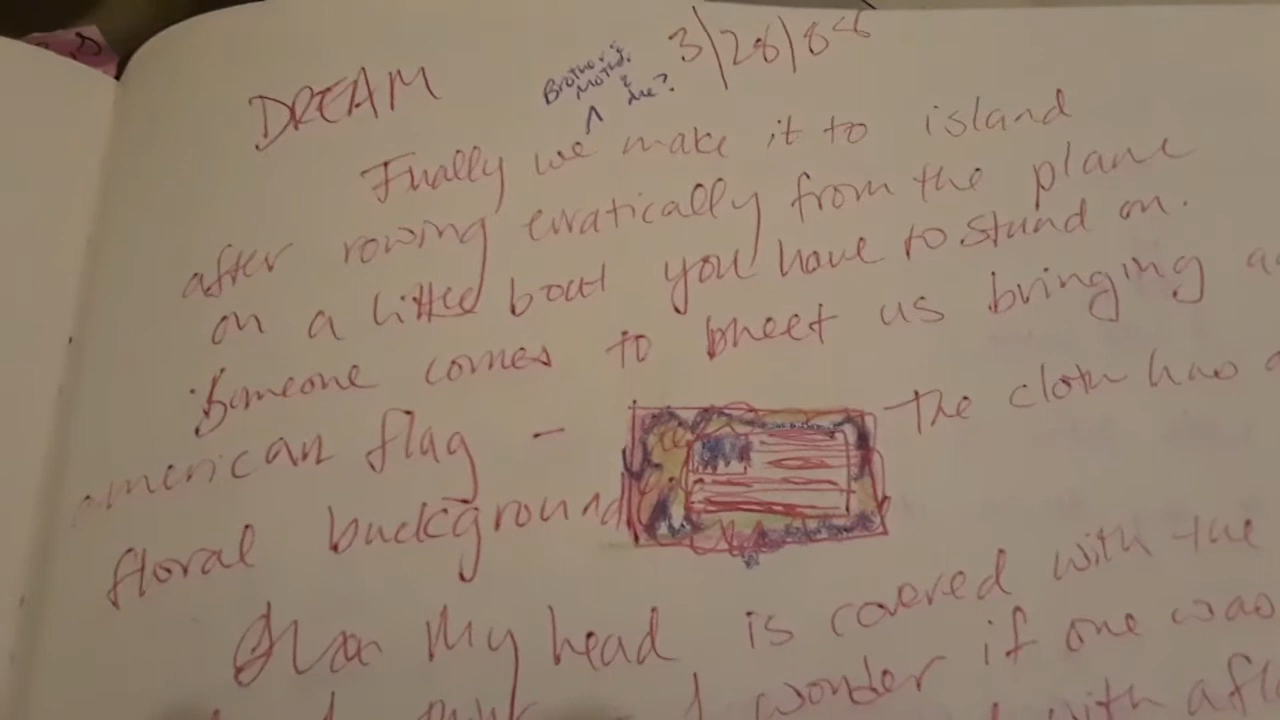 DREAM
Brother,
Mother &
me?
3/28/88
Finally we ^ make it to island
after rowing erratically from the plane
on a little boat you have to stand on.
Someone comes to meet us bringing
american flag - The cloth has
floral background
My head is covered with the
I wonder if one was
with